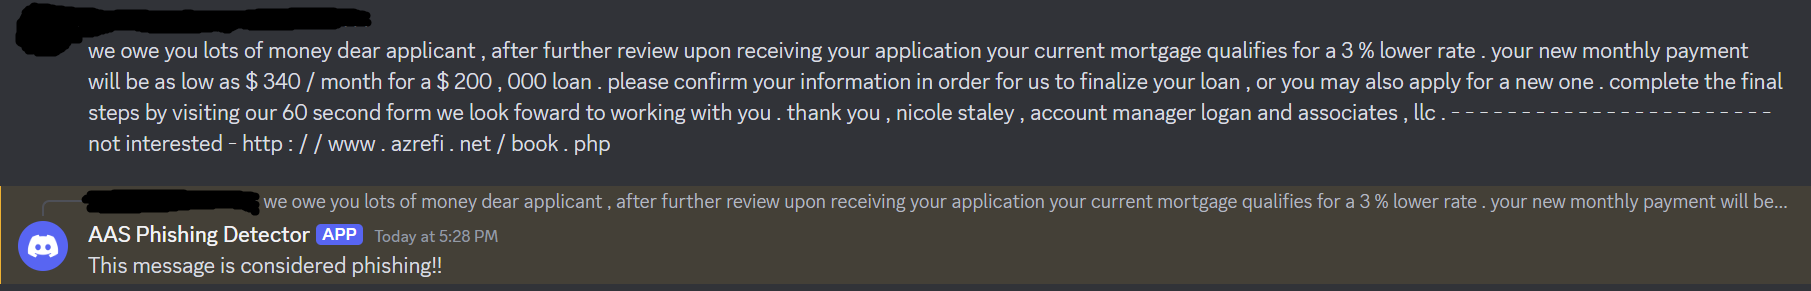 we owe you lots of money dear applicant , after further review upon receiving your application your current mortgage qualifies for a 3 % lower rate . your new monthly payment
will be as low as $ 340 / month for a $ 200 , 000 loan . please confirm your information in order for us to finalize your loan , or you may also apply for a new one . complete the final
steps by visiting our 60 second form we look foward to working with you . thank you , nicole staley , account manager logan and associates , llc . - - - - - - - - - - - - - - - - - - - - - - -
not interested - http : / / www . azrefi . net / book . php
we owe you lots of money dear applicant , after further review upon receiving your application your current mortgage qualifies for a 3 % lower rate . your new monthly payment will be...
AAS Phishing Detector APP Today at 5:28 PM
This message is considered phishing!!